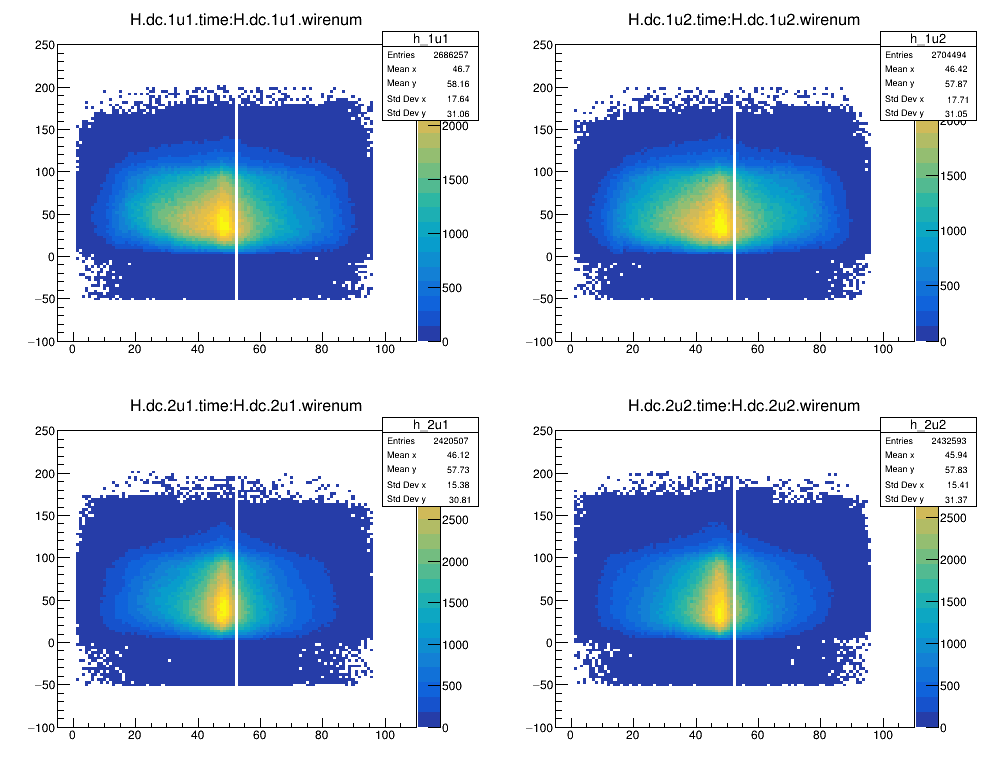 H.dc.1u1.time:H.dc.1u1.wirenum
h_1u1
Entries 2686257
Mean x 46.7
Mean y 58.16
Std Dev x 17.64
Std Dev y 31.06
250
200
150
100
50
0
−50
−100
0 20 40 60 80 100
2000
1500
1000
500
0
H.dc.1u2.time:H.dc.1u2.wirenum
h_1u2
Entries 2704494
Mean x 46.42
Mean y 57.87
Std Dev x 17.71
Std Dev y 31.05
250
200
150
100
50
0
−50
−100
0 20 40 60 80 100
2000
1500
1000
500
0
H.dc.2u1.time:H.dc.2u1.wirenum
h_2u1
Entries 2420507
Mean x 46.12
Mean y 57.73
Std Dev x 15.38
Std Dev y 30.81
250
200
150
100
50
0
−50
−100
0 20 40 60 80 100
2500
2000
1500
1000
500
0
H.dc.2u2.time:H.dc.2u2.wirenum
h_2u2
Entries 2432593
Mean x 45.94
Mean y 57.83
Std Dev x 15.41
Std Dev y 31.37
250
200
150
100
50
0
−50
−100
0 20 40 60 80 100
2500
2000
1500
1000
500
0